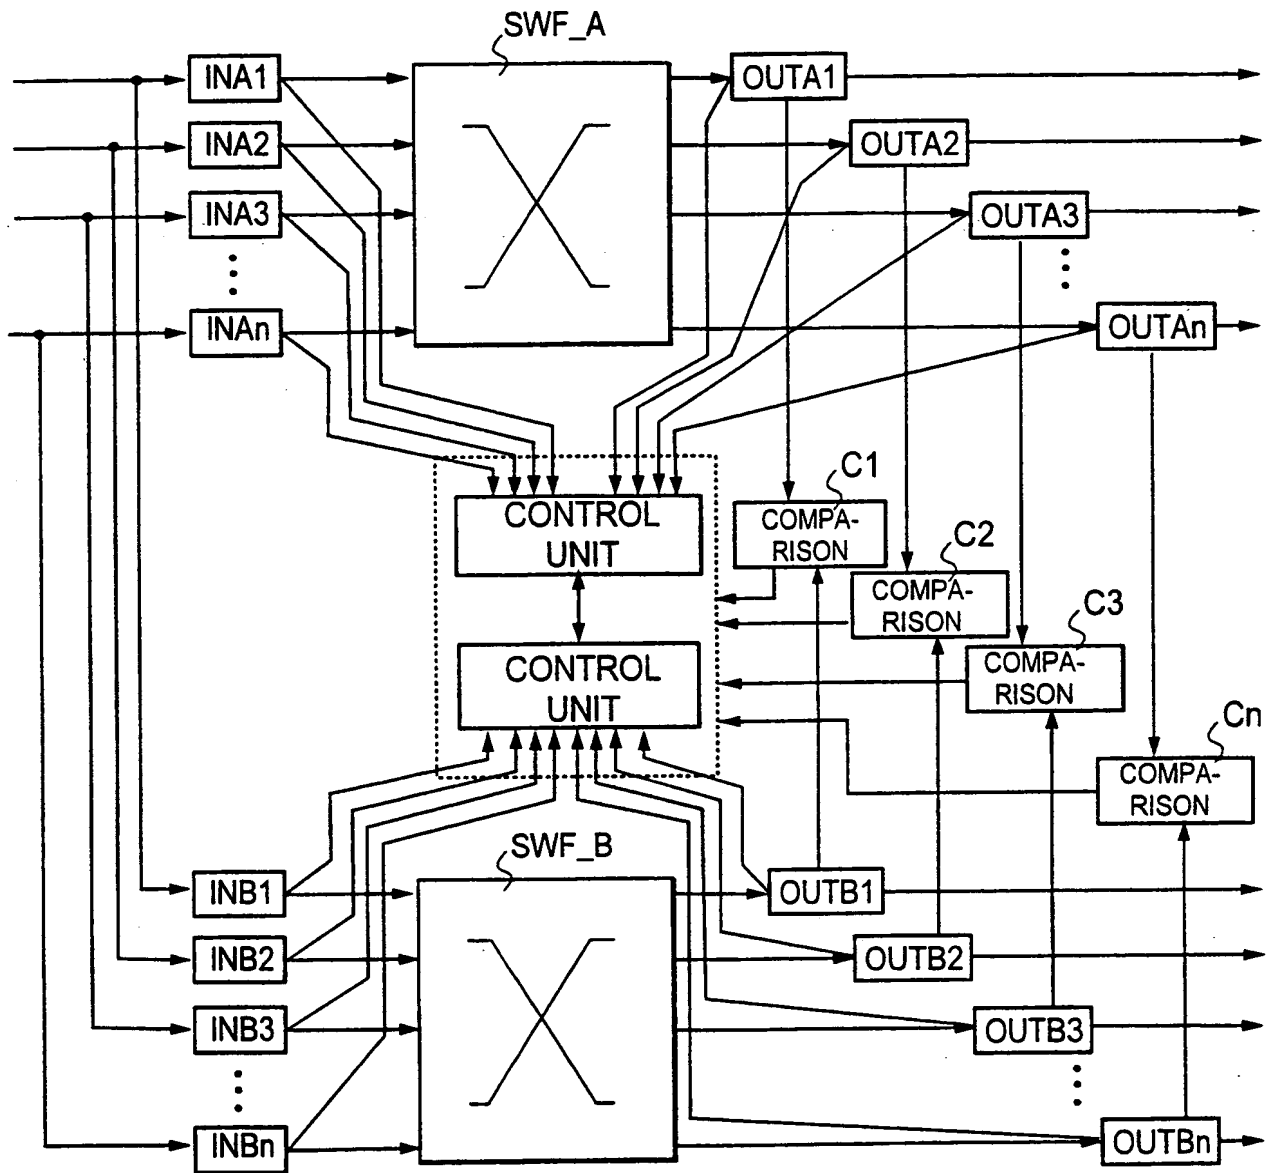 SWF_A
INA1
OUTA1
INA2
OUTA2
INA3
OUTA3
INAn
OUTAn
C1
CONTROL
UNIT
COMPA-
RISON
C2
COMPA-
RISON
C3
CONTROL
UNIT
COMPA-
RISON
Cn
COMPA-
RISON
SWF_B
INB1
OUTB1
INB2
OUTB2
INB3
OUTB3
INBn
OUTBn